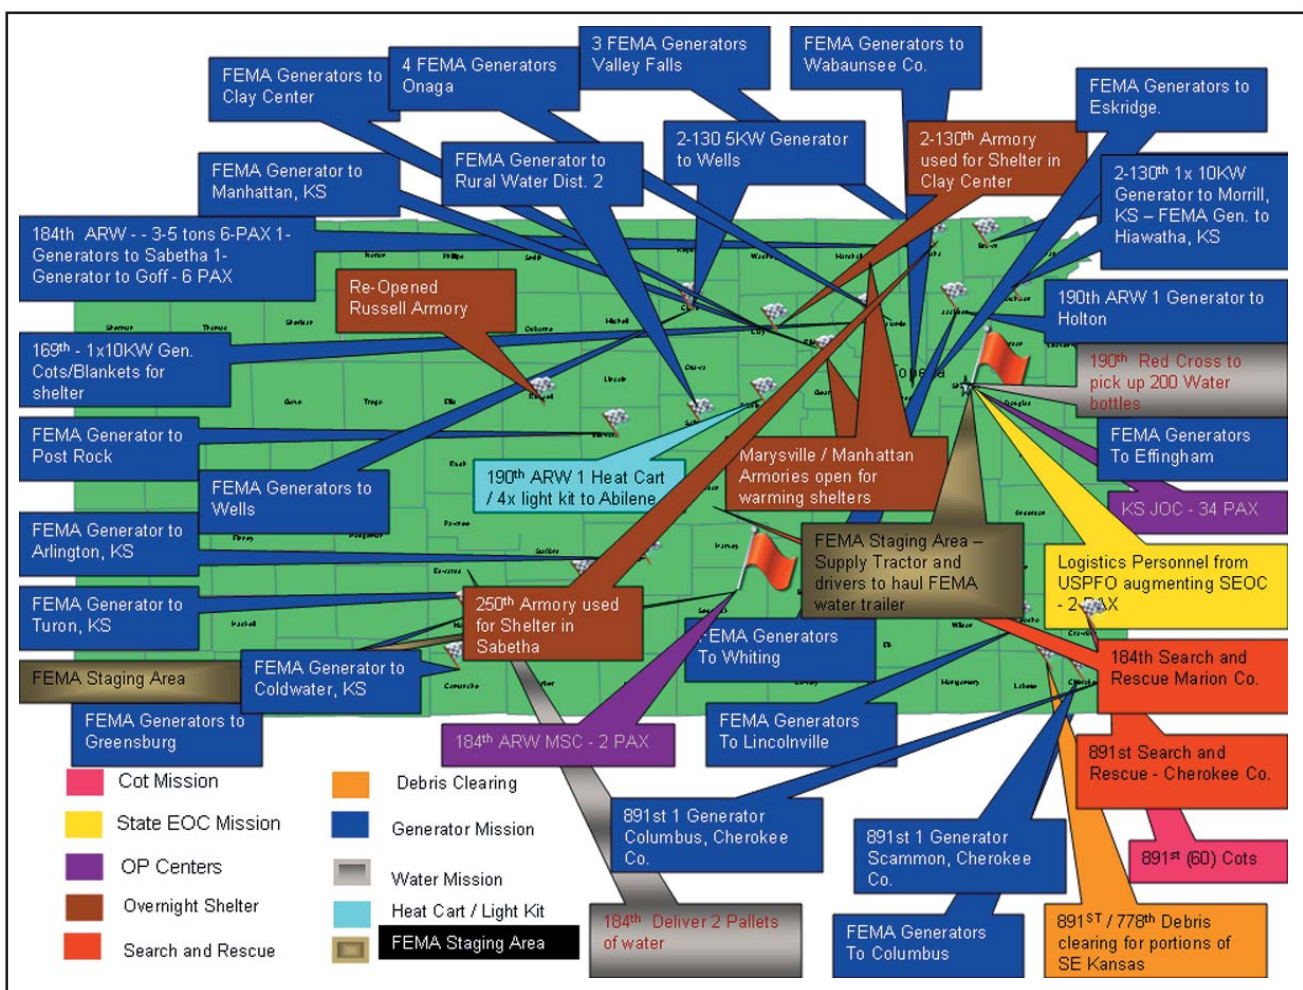 FEMA Generators to
Clay Center
4 FEMA Generators
Onaga
3 FEMA Generators
Valley Falls
FEMA Generators to
Wabaunsee Co.
FEMA Generators to
Eskridge.
FEMA Generator to
Manhattan, KS
FEMA Generator to
Rural Water Dist. 2
2-130 5KW Generator
to Wells
2-130th Armory
used for Shelter in
Clay Center
2-130th 1x 10KW
Generator to Morrill,
KS – FEMA Gen. to
Hiawatha, KS
184th ARW - - 3-5 tons 6-PAX 1-
Generators to Sabetha 1-
Generator to Goff - 6 PAX
Re-Opened
Russell Armory
190th ARW 1 Generator to
Holton
169th - 1x10KW Gen.
Cots/Blankets for
shelter
190th Red Cross to
pick up 200 Water
bottles
FEMA Generator to
Post Rock
FEMA Generators to
Wells
190th ARW 1 Heat Cart
/ 4x light kit to Abilene
Marysville / Manhattan
Armories open for
warming shelters
FEMA Generators
To Effingham
KS JOC - 34 PAX
FEMA Generators to
Arlington, KS
FEMA Staging Area –
Supply Tractor and
drivers to haul FEMA
water trailer
Logistics Personnel from
USPFO augmenting SEOC
- 2 PAX
FEMA Generator to
Turon, KS
250th Armory used
for Shelter in
Sabetha
FEMA Generators
To Whiting
184th Search and
Rescue Marion Co.
FEMA Staging Area
FEMA Generator to
Coldwater, KS
FEMA Generators to
Greensburg
184th ARW MSC - 2 PAX
FEMA Generators
To Lincolnville
891st Search and
Rescue - Cherokee Co.
891st 1 Generator
Columbus, Cherokee
Co.
891st 1 Generator
Scammon, Cherokee
Co.
891st (60) Cots
184th Deliver 2 Pallets
of water
FEMA Generators
To Columbus
891ST / 778th Debris
clearing for portions of
SE Kansas
Cot Mission
State EOC Mission
OP Centers
Overnight Shelter
Search and Rescue
Debris Clearing
Generator Mission
Water Mission
Heat Cart / Light Kit
FEMA Staging Area